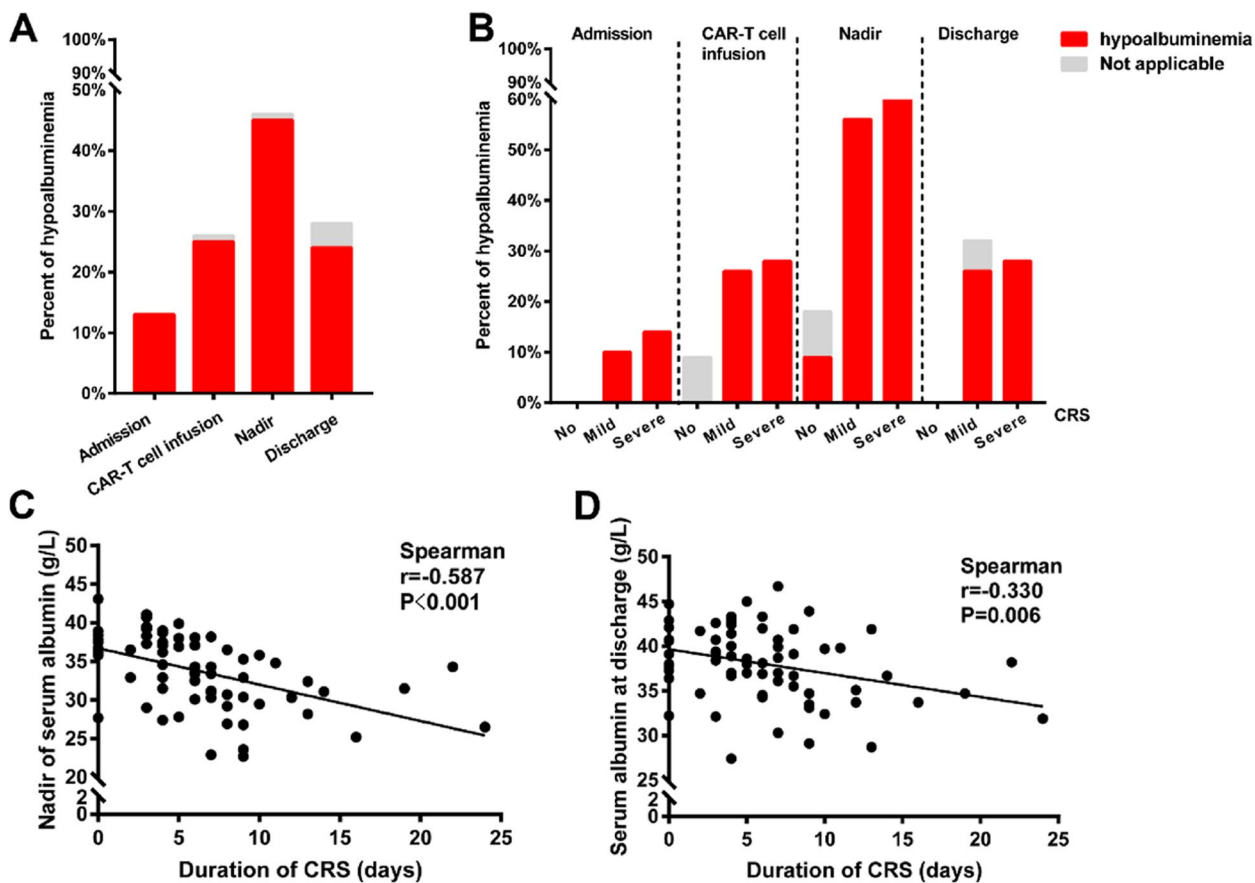 A
100%
90%
50%
40%
30%
20%
10%
0%
Percent of hypoalbuminemia
Admission
CAR-T cell infusion
Nadir
Discharge
B
Admission
CAR-T cell
infusion
Nadir
Discharge
hypoalbuminemia
Not applicable
100%
90%
60%
50%
40%
30%
20%
10%
0%
Percent of hypoalbuminemia
No Mild Severe No Mild Severe No Mild Severe No Mild Severe
CRS
C
50
45
40
35
30
25
20
2
0
Nadir of serum albumin (g/L)
Spearman
r=-0.587
P<0.001
0 5 10 15 20 25
Duration of CRS (days)
D
50
45
40
35
30
25
2
0
Serum albumin at discharge (g/L)
Spearman
r=-0.330
P=0.006
0 5 10 15 20 25
Duration of CRS (days)